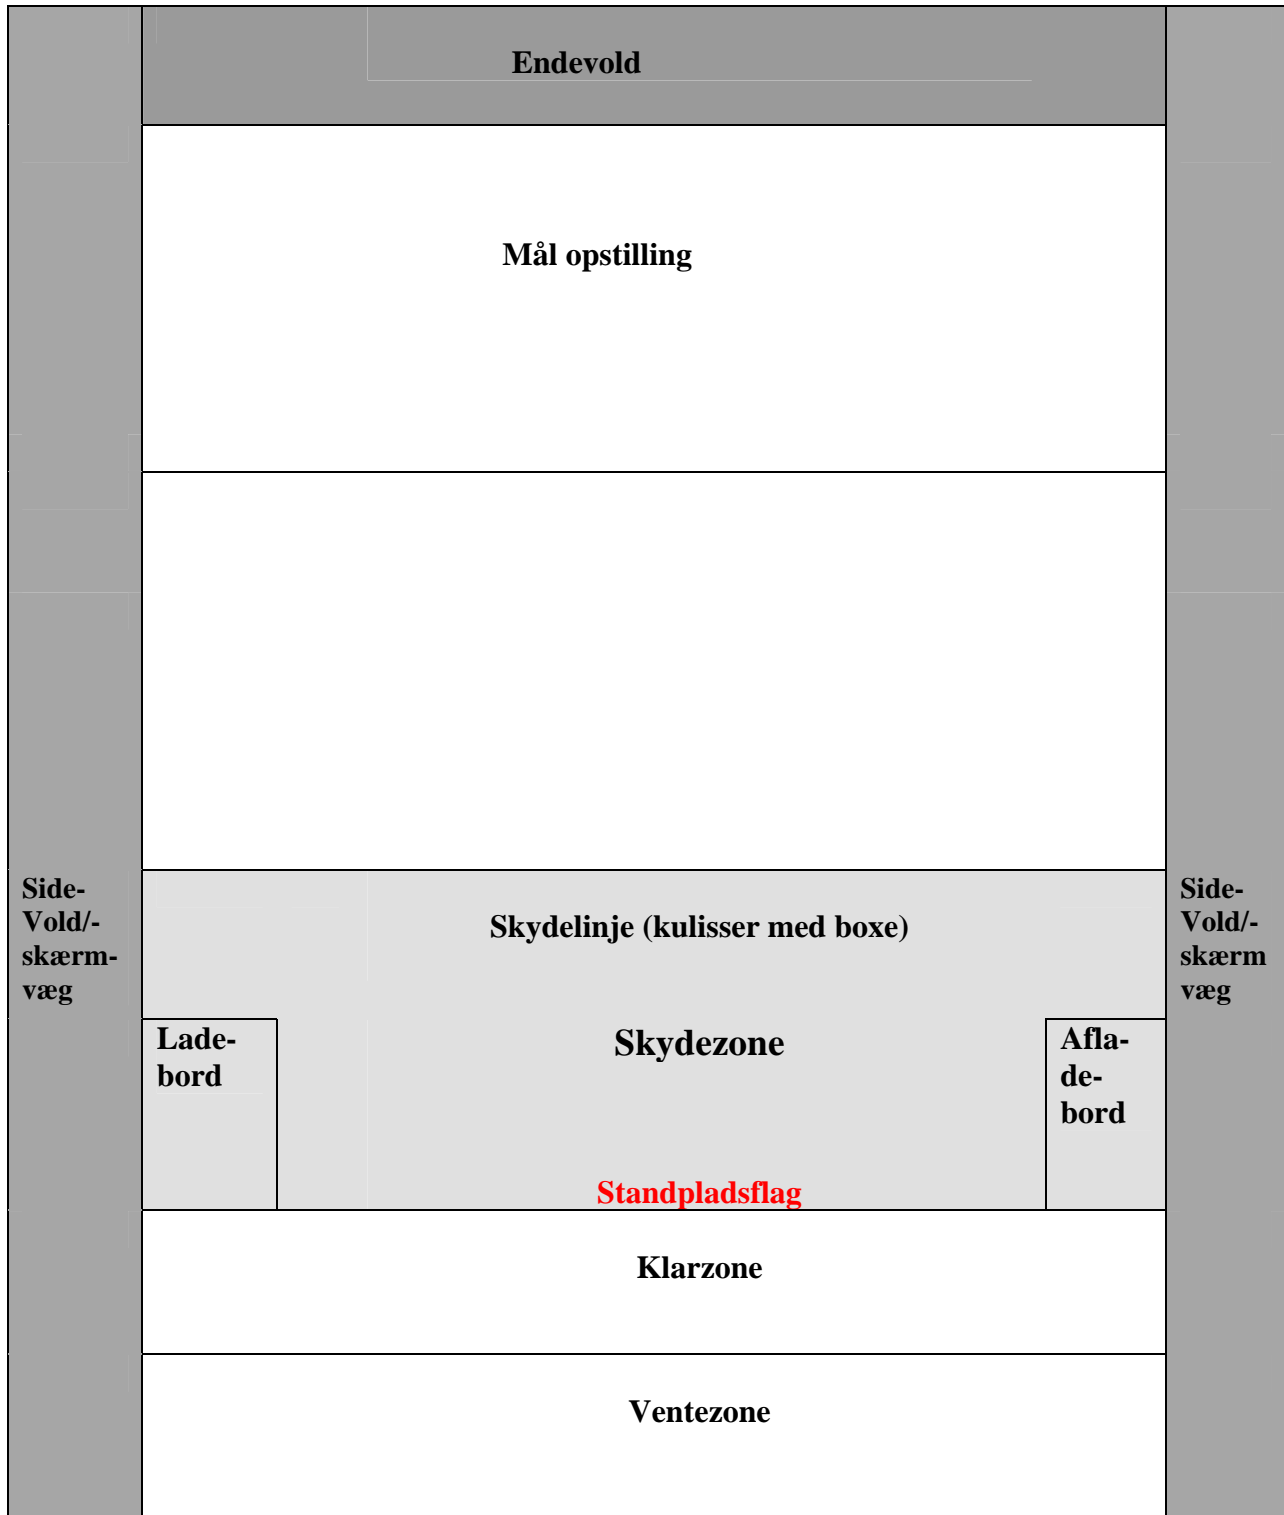 Endevold
Mål opstilling
Side-
Vold/-
skærm-
væg
Skydelinje (kulisser med boxe)
Side-
Vold/-
skærm
væg
Lade-
bord
Skydezone
Afla-
de-
bord
Standpladsflag
Klarzone
Ventezone